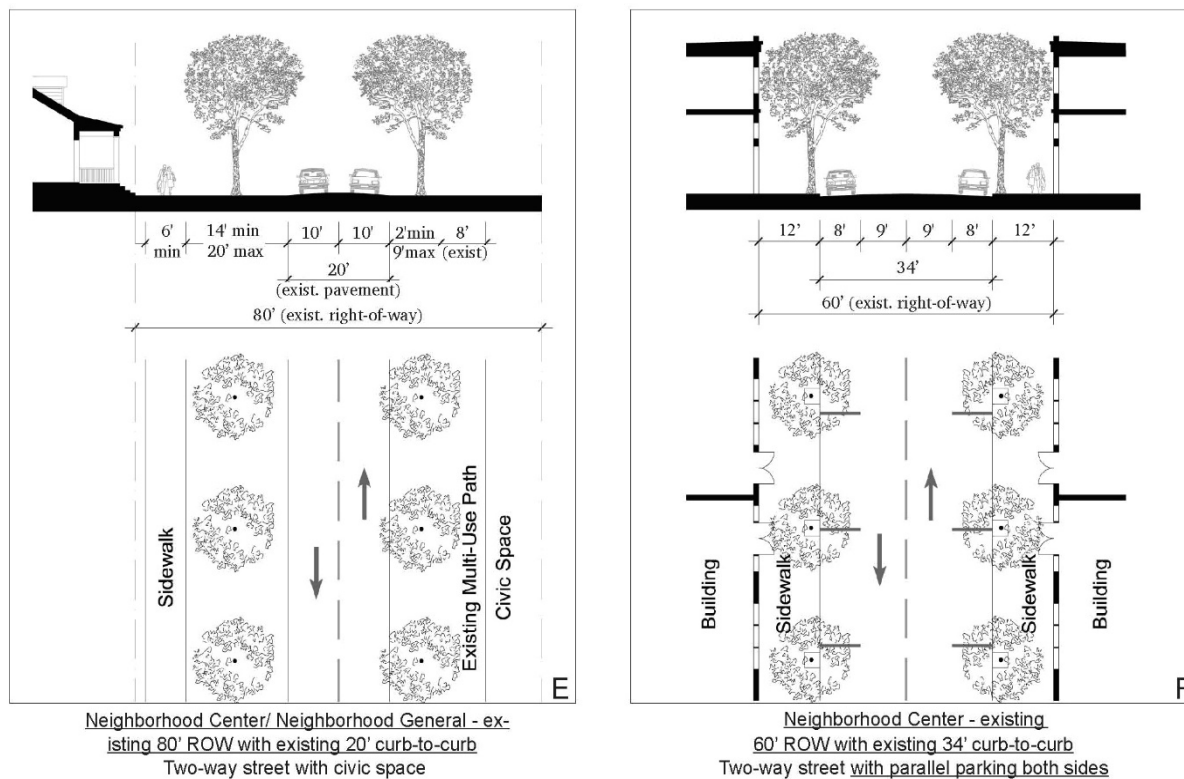 6' 14' min 10' 10' 2'min 8'
min 20' max 9'max (exist)
20'
(exist. pavement)
80' (exist. right-of-way)
Sidewalk
Existing Multi-Use Path
Civic Space
E
Neighborhood Center/ Neighborhood General - ex-
isting 80' ROW with existing 20' curb-to-curb
Two-way street with civic space
12' 8' 9' 9' 8' 12'
34'
60' (exist. right-of-way)
Building
Sidewalk
Sidewalk
Building
Neighborhood Center - existing
60' ROW with existing 34' curb-to-curb
Two-way street with parallel parking both sides